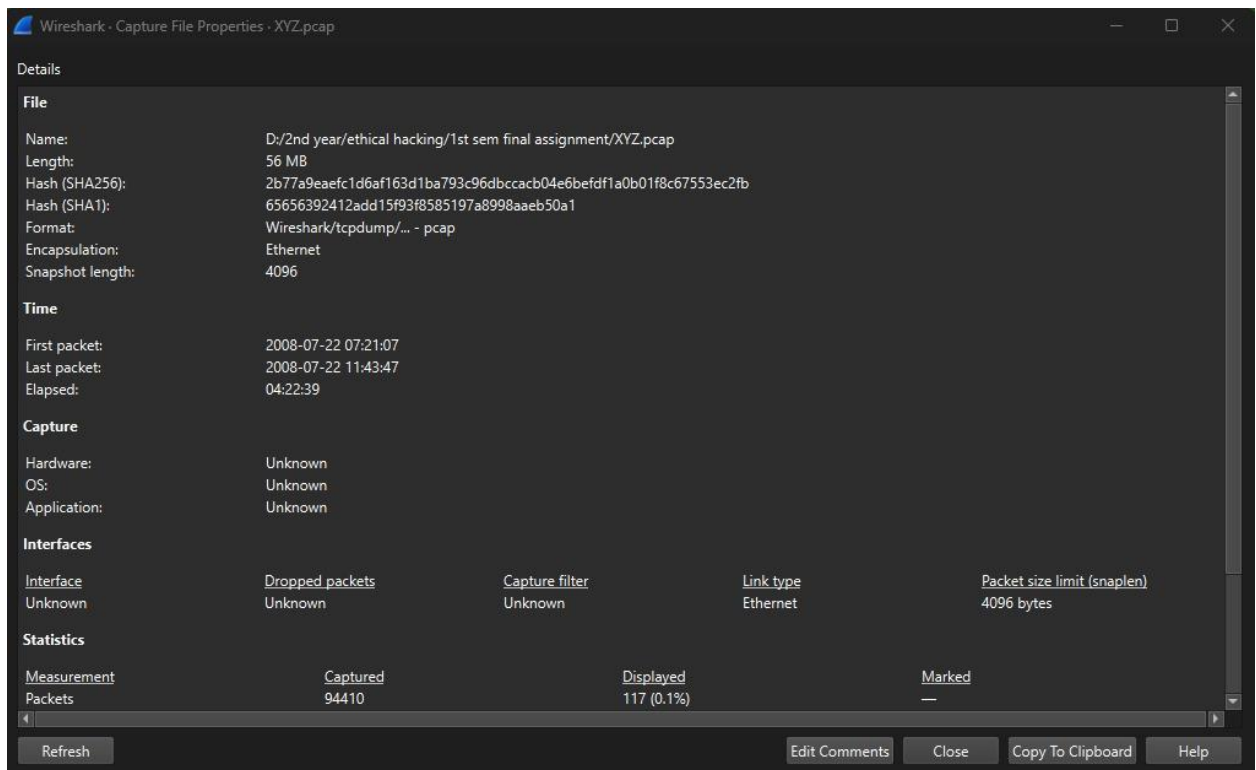 Wireshark · Capture File Properties · XYZ.pcap
Details
File
Name: D:/2nd year/ethical hacking/1st sem final assignment/XYZ.pcap
Length: 56 MB
Hash (SHA256): 2b77a9eaefc1d6af163d1ba793c96dbccacb04e6befdf1a0b01f8c67553ec2fb
Hash (SHA1): 65656392412add15f93f8585197a8998aaeb50a1
Format: Wireshark/tcpdump/... - pcap
Encapsulation: Ethernet
Snapshot length: 4096
Time
First packet: 2008-07-22 07:21:07
Last packet: 2008-07-22 11:43:47
Elapsed: 04:22:39
Capture
Hardware: Unknown
OS: Unknown
Application: Unknown
Interfaces
Interface Dropped packets Capture filter Link type Packet size limit (snaplen)
Unknown Unknown Unknown Ethernet 4096 bytes
Statistics
Measurement Captured Displayed Marked
Packets 94410 117 (0.1%) —
Refresh Edit Comments Close Copy To Clipboard Help